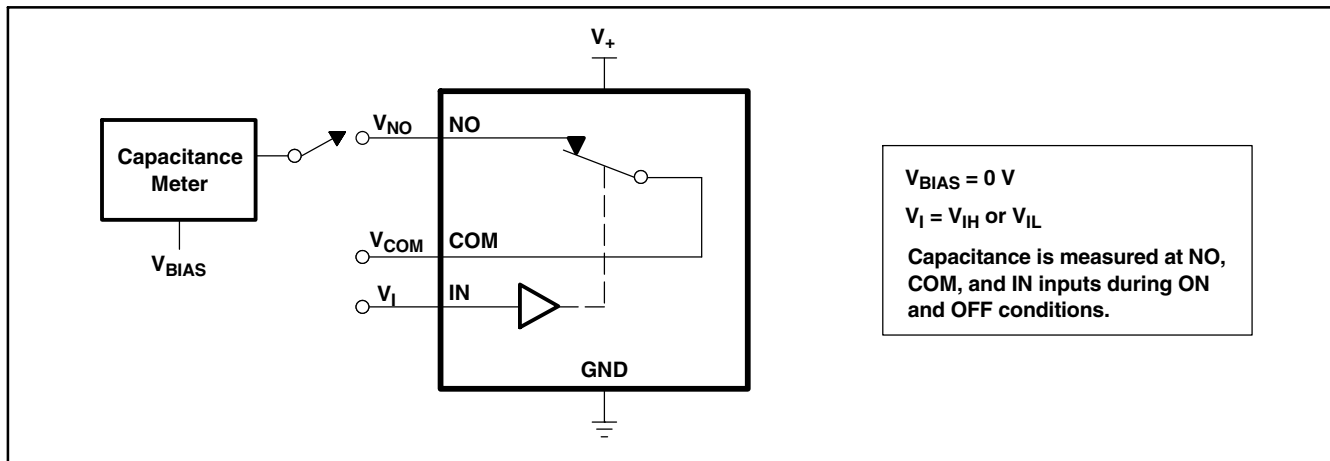 V+
Capacitance
Meter
VBIAS
VNO
NO
VCOM
COM
VI
IN
GND
VBIAS = 0 V
VI = VIH or VIL
Capacitance is measured at NO,
COM, and IN inputs during ON
and OFF conditions.